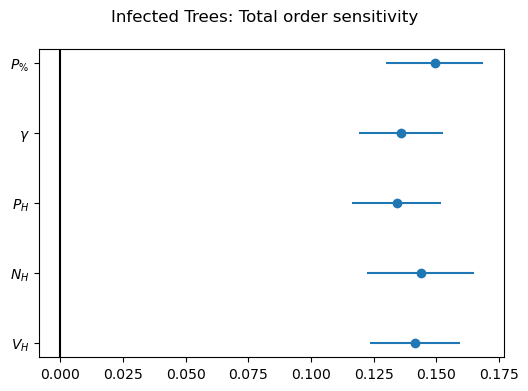 Infected Trees: Total order sensitivity
P%
γ
P_H
N_H
V_H
0.000 0.025 0.050 0.075 0.100 0.125 0.150 0.175